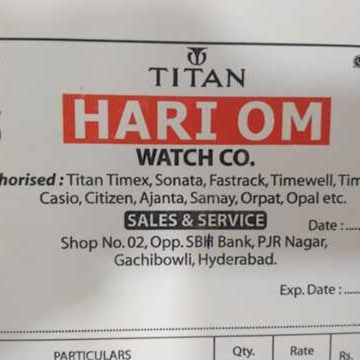 TITAN
HARI OM
WATCH CO.
horised : Titan Timex, Sonata, Fastrack, Timewell, Tim
Casio, Citizen, Ajanta, Samay, Orpat, Opal etc.
SALES & SERVICE
Date :.....
Shop No. 02, Opp. SBI Bank, PJR Nagar,
Gachibowli, Hyderabad.
Exp. Date :....
PARTICULARS Qty. Rate Rs.